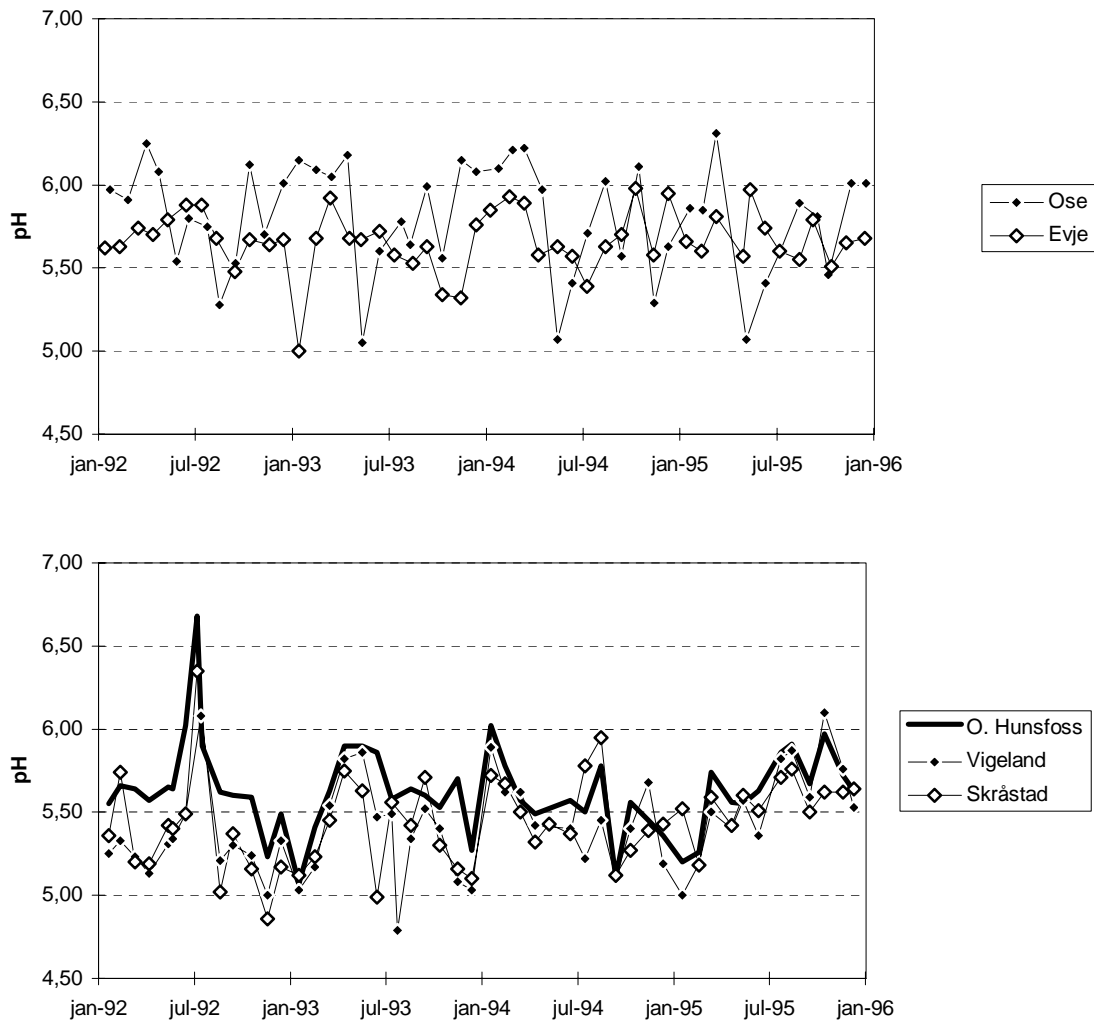 7,00
6,50
6,00
5,50
5,00
4,50
pH
jan-92 jul-92 jan-93 jul-93 jan-94 jul-94 jan-95 jul-95 jan-96
Ose
Evje
7,00
6,50
6,00
5,50
5,00
4,50
pH
jan-92 jul-92 jan-93 jul-93 jan-94 jul-94 jan-95 jul-95 jan-96
O. Hunsfoss
Vigeland
Skråstad